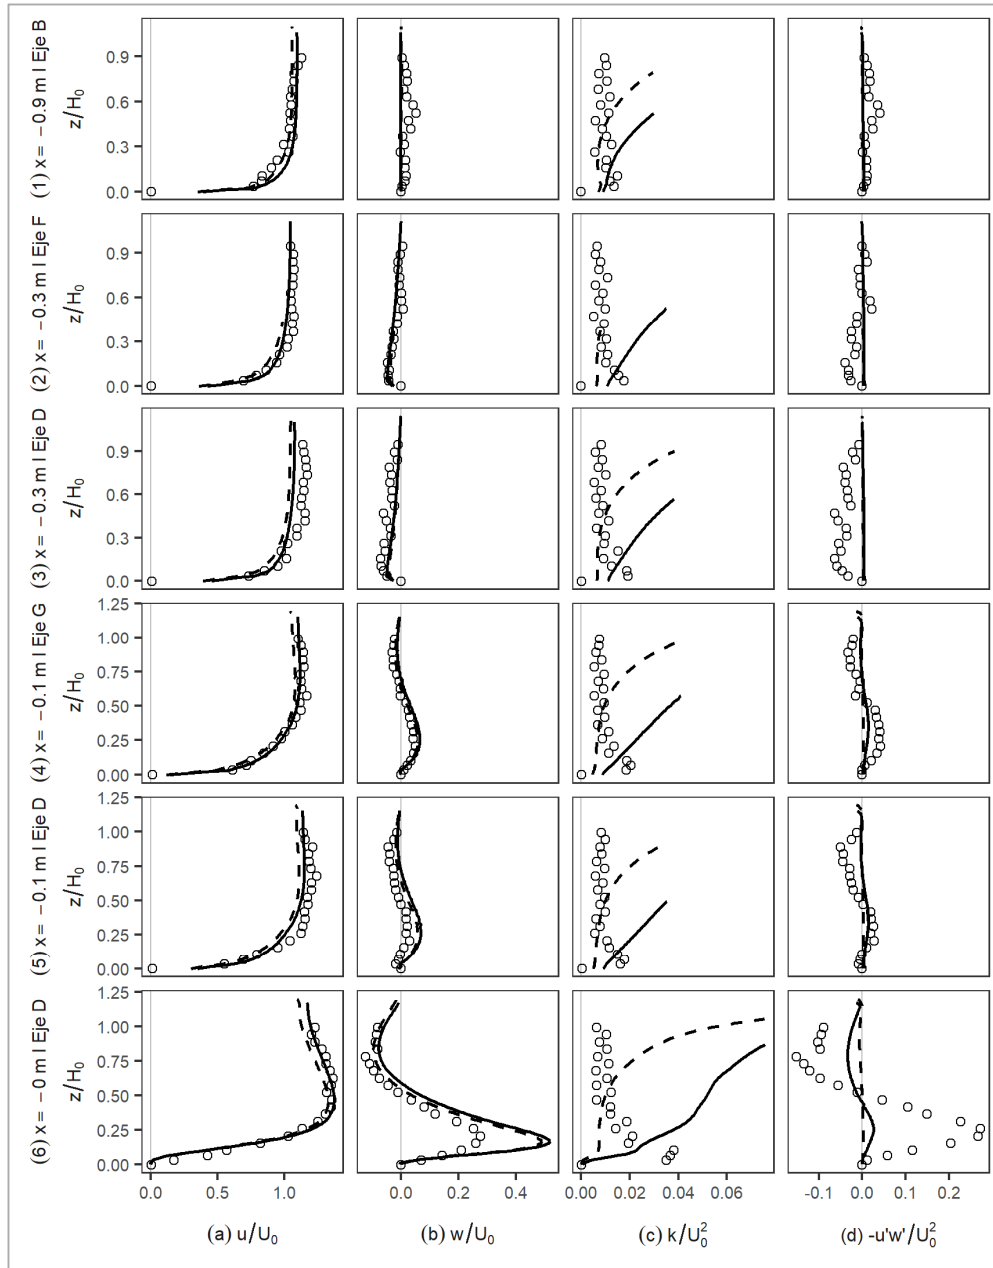 (1) x = −0.9 m | Eje B
z/H₀
0.9
0.6
0.3
0.0
(2) x = −0.3 m | Eje F
z/H₀
0.9
0.6
0.3
0.0
(3) x = −0.3 m | Eje D
z/H₀
0.9
0.6
0.3
0.0
(4) x = −0.1 m | Eje G
z/H₀
1.25
1.00
0.75
0.50
0.25
0.00
(5) x = −0.1 m | Eje D
z/H₀
1.25
1.00
0.75
0.50
0.25
0.00
(6) x = −0 m | Eje D
z/H₀
1.25
1.00
0.75
0.50
0.25
0.00
0.0 1.0
0.0 0.2 0.4
0.00 0.02 0.04 0.06
-0.1 0.0 0.1 0.2
(a) u/U₀
(b) w/U₀
(c) k/U₀²
(d) -u'w'/U₀²